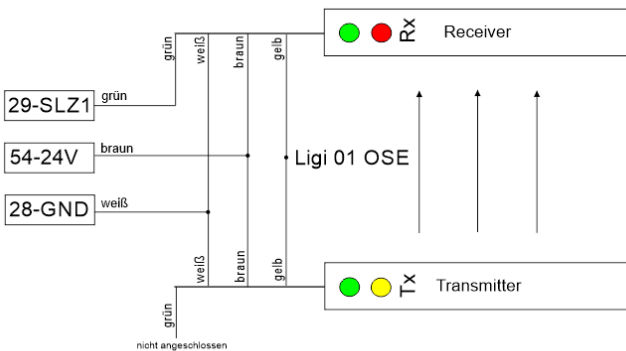 grün
weiß
braun
gelb
Rx
Receiver
29-SLZ1
grün
54-24V
braun
Ligi 01 OSE
28-GND
weiß
weiß
braun
gelb
Tx
Transmitter
grün
nicht angeschlossen